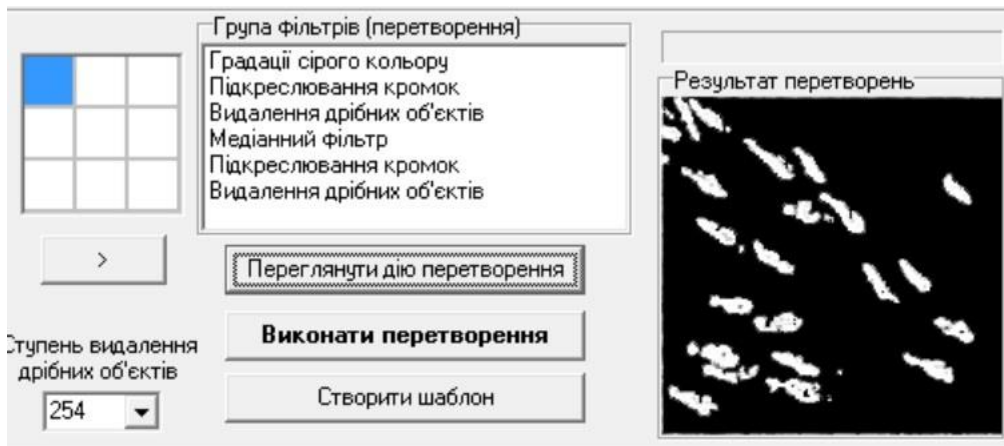 Група фільтрів (перетворення)
Градації сірого кольору
Підкреслювання кромок
Видалення дрібних об'єктів
Медіанний фільтр
Підкреслювання кромок
Видалення дрібних об'єктів
>
Переглянути дію перетворення
Виконати перетворення
Створити шаблон
Ступень видалення
дрібних об'єктів
254
Результат перетворень